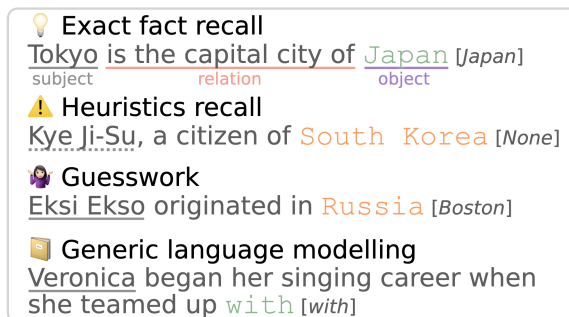 💡 Exact fact recall
Tokyo is the capital city of Japan [Japan]
subject relation object
⚠️ Heuristics recall
Kye Ji-Su, a citizen of South Korea [None]
🤷🏻‍♀️ Guesswork
Eksi Ekso originated in Russia [Boston]
📔 Generic language modelling
Veronica began her singing career when
she teamed up with [with]